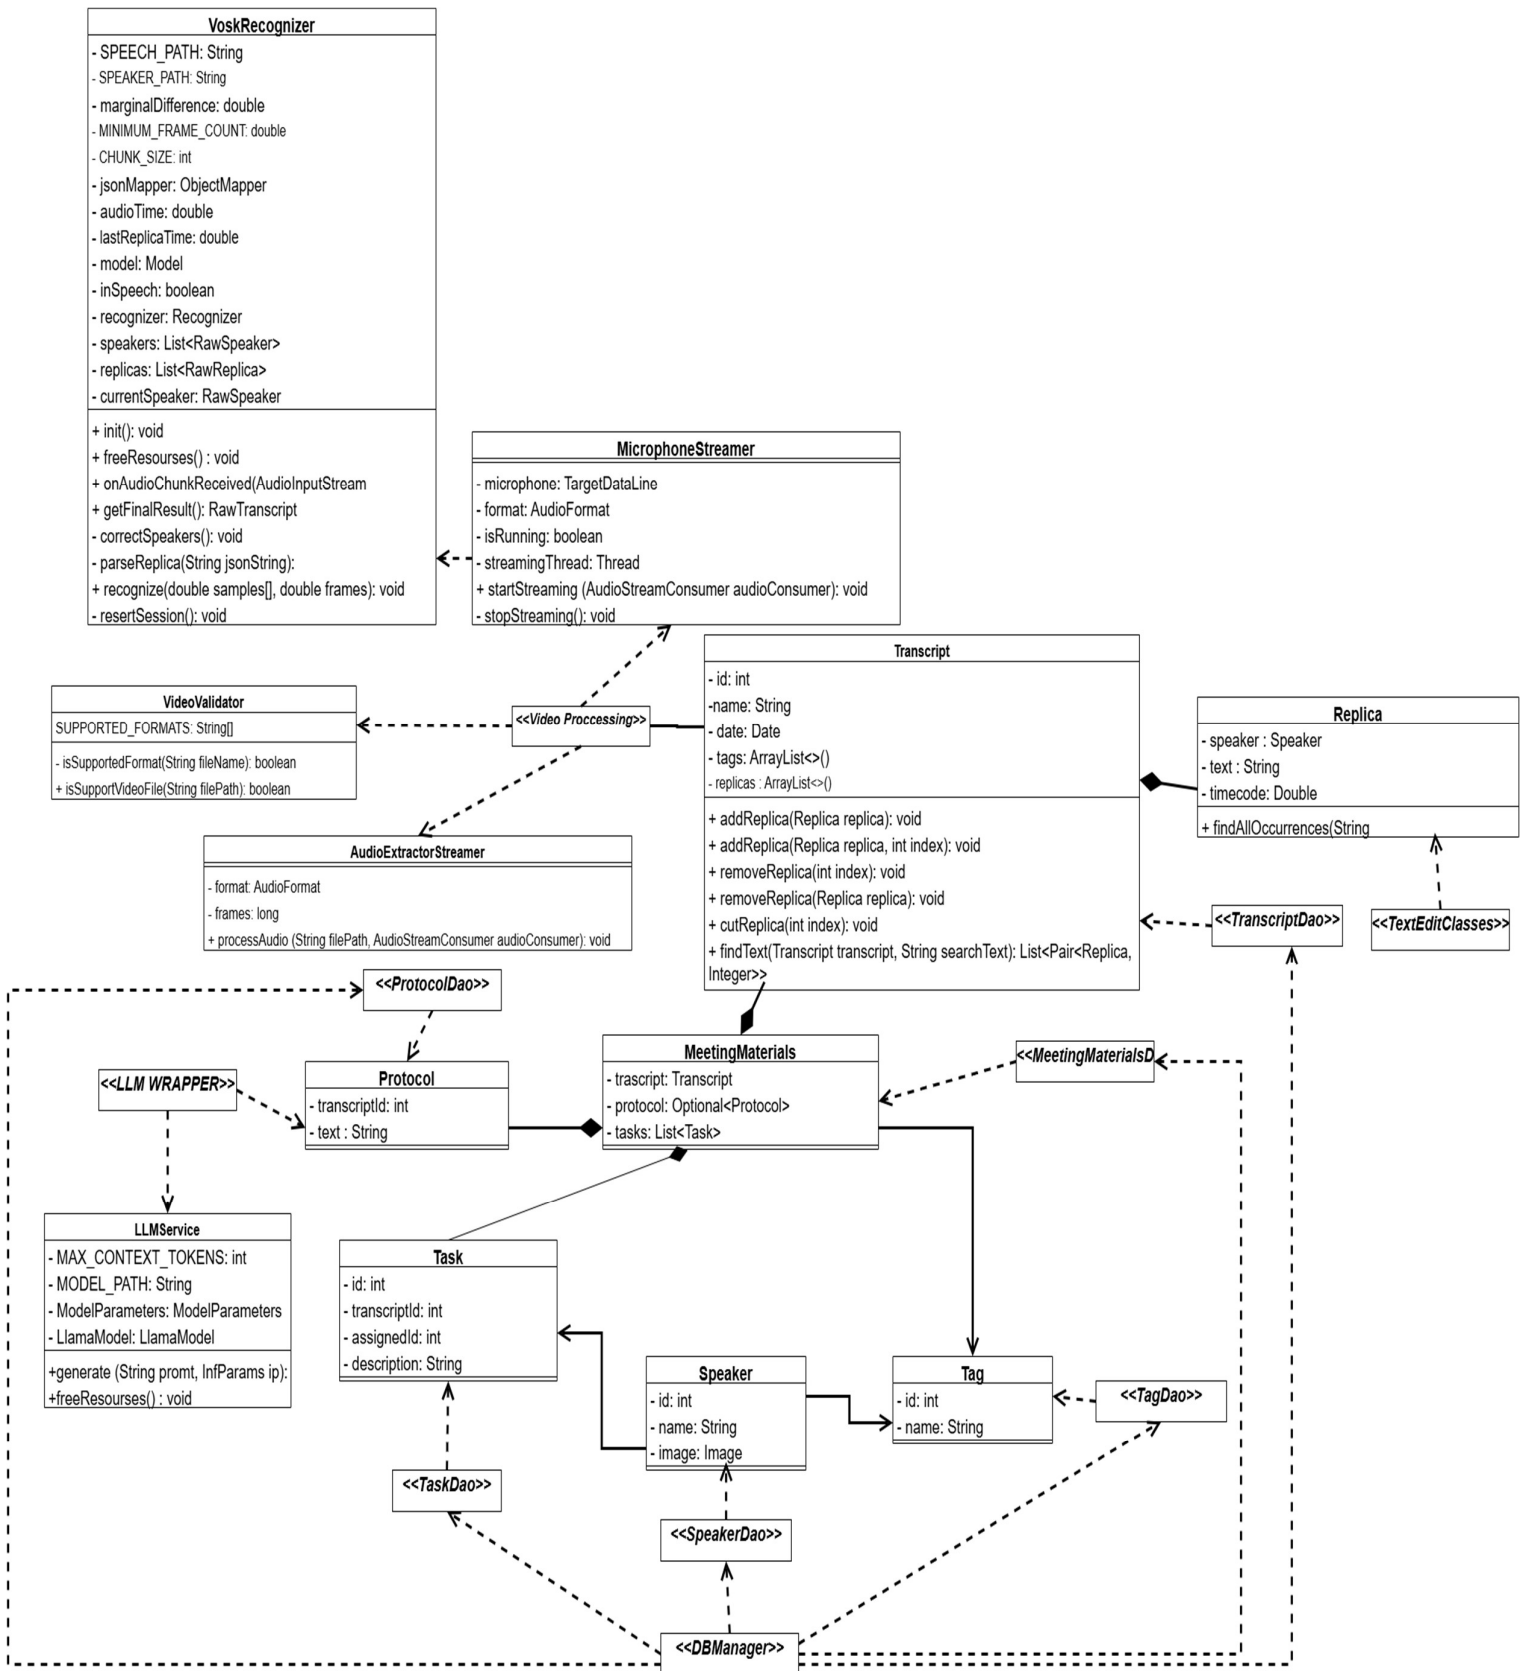 VoskRecognizer
- SPEECH_PATH: String
- SPEAKER_PATH: String
- marginalDifference: double
- MINIMUM_FRAME_COUNT: double
- CHUNK_SIZE: int
- jsonMapper: ObjectMapper
- audioTime: double
- lastReplicaTime: double
- model: Model
- inSpeech: boolean
- recognizer: Recognizer
- speakers: List<RawSpeaker>
- replicas: List<RawReplica>
- currentSpeaker: RawSpeaker
+ init(): void
+ freeResourses() : void
+ onAudioChunkReceived(AudioInputStream
+ getFinalResult(): RawTranscript
- correctSpeakers(): void
- parseReplica(String jsonString):
+ recognize(double samples[], double frames): void
- resertSession(): void
MicrophoneStreamer
- microphone: TargetDataLine
- format: AudioFormat
- isRunning: boolean
- streamingThread: Thread
+ startStreaming (AudioStreamConsumer audioConsumer): void
- stopStreaming(): void
Transcript
- id: int
-name: String
- date: Date
- tags: ArrayList<>()
- replicas : ArrayList<>()
+ addReplica(Replica replica): void
+ addReplica(Replica replica, int index): void
+ removeReplica(int index): void
+ removeReplica(Replica replica): void
+ cutReplica(int index): void
+ findText(Transcript transcript, String searchText): List<Pair<Replica,
Integer>>
VideoValidator
SUPPORTED_FORMATS: String[]
- isSupportedFormat(String fileName): boolean
+ isSupportVideoFile(String filePath): boolean
<<Video Proccessing>>
Replica
- speaker : Speaker
- text : String
- timecode: Double
+ findAllOccurrences(String
AudioExtractorStreamer
- format: AudioFormat
- frames: long
+ processAudio (String filePath, AudioStreamConsumer audioConsumer): void
<<TranscriptDao>>
<<TextEditClasses>>
<<ProtocolDao>>
<<LLM WRAPPER>>
Protocol
- transcriptId: int
- text : String
MeetingMaterials
- trascript: Transcript
- protocol: Optional<Protocol>
- tasks: List<Task>
<<MeetingMaterialsD
LLMService
- MAX_CONTEXT_TOKENS: int
- MODEL_PATH: String
- ModelParameters: ModelParameters
- LlamaModel: LlamaModel
+generate (String promt, InfParams ip):
+freeResourses() : void
Task
- id: int
- transcriptId: int
- assignedId: int
- description: String
Speaker
- id: int
- name: String
- image: Image
Tag
- id: int
- name: String
<<TagDao>>
<<TaskDao>>
<<SpeakerDao>>
<<DBManager>>